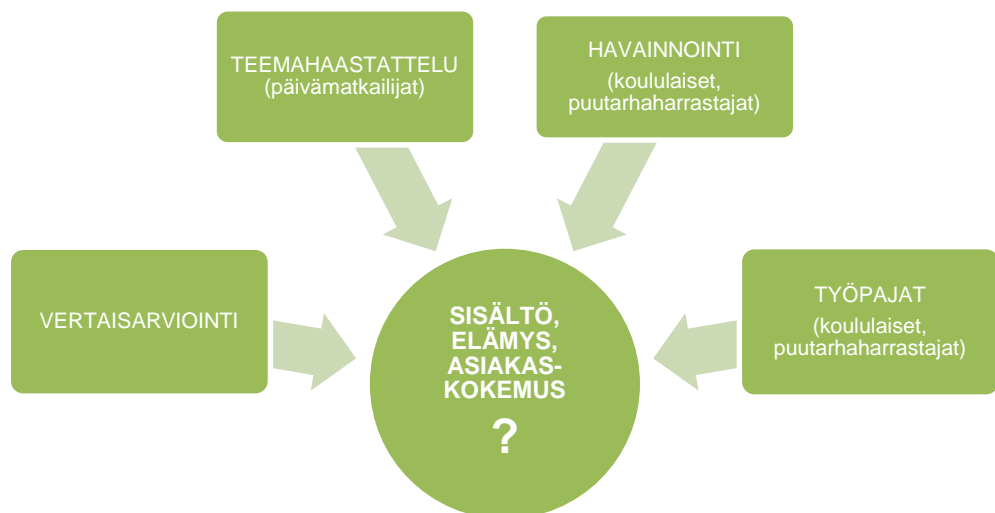 TEEMAHAASTATTELU
(päivämatkailijat)
HAVAINNOINTI
(koululaiset,
puutarhaharrastajat)
VERTAISARVIOINTI
SISÄLTÖ,
ELÄMYS,
ASIAKAS-
KOKEMUS
?
TYÖPAJAT
(koululaiset,
puutarhaharrastajat)